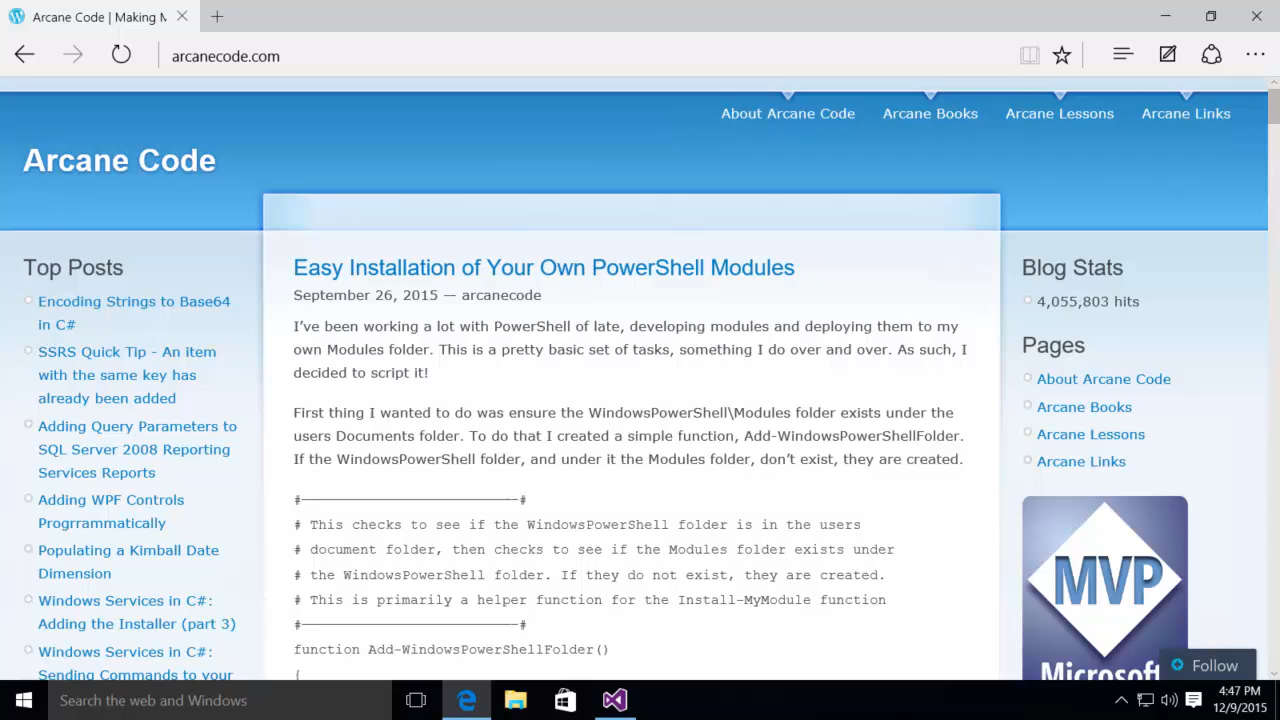 Arcane Code | Making M
arcanecode.com
About Arcane Code
Arcane Books
Arcane Lessons
Arcane Links
Arcane Code
Top Posts
Encoding Strings to Base64
in C#
SSRS Quick Tip - An item
with the same key has
already been added
Adding Query Parameters to
SQL Server 2008 Reporting
Services Reports
Adding WPF Controls
Progrrammatically
Populating a Kimball Date
Dimension
Windows Services in C#:
Adding the Installer (part 3)
Windows Services in C#:
Sending Commands to your
Easy Installation of Your Own PowerShell Modules
September 26, 2015 — arcanecode
I’ve been working a lot with PowerShell of late, developing modules and deploying them to my
own Modules folder. This is a pretty basic set of tasks, something I do over and over. As such, I
decided to script it!
First thing I wanted to do was ensure the WindowsPowerShell\Modules folder exists under the
users Documents folder. To do that I created a simple function, Add-WindowsPowerShellFolder.
If the WindowsPowerShell folder, and under it the Modules folder, don’t exist, they are created.
#——————————————————————————–#
# This checks to see if the WindowsPowerShell folder is in the users
# document folder, then checks to see if the Modules folder exists under
# the WindowsPowerShell folder. If they do not exist, they are created.
# This is primarily a helper function for the Install-MyModule function
#——————————————————————————–#
function Add-WindowsPowerShellFolder()
{
Blog Stats
4,055,803 hits
Pages
About Arcane Code
Arcane Books
Arcane Lessons
Arcane Links
MVP
Microsoft
Follow
Search the web and Windows
4:47 PM
12/9/2015